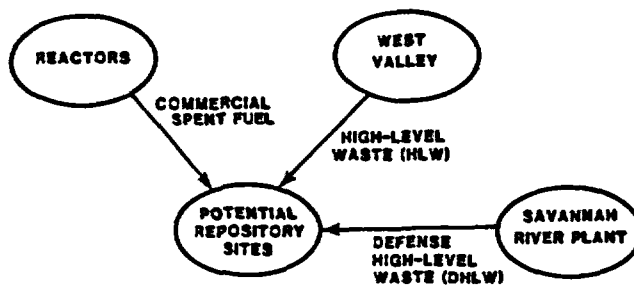 REACTORS
WEST
VALLEY
COMMERCIAL
SPENT FUEL
HIGH-LEVEL
WASTE (HLW)
POTENTIAL
REPOSITORY
SITES
DEFENSE
HIGH-LEVEL
WASTE (DHLW)
SAVANNAH
RIVER PLANT